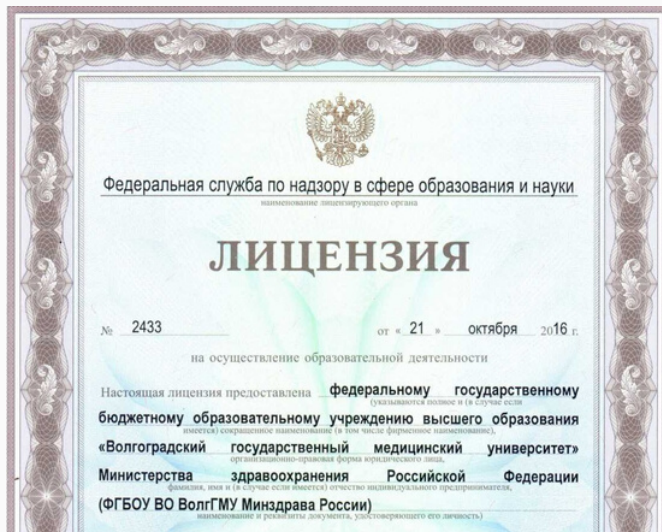 Федеральная служба по надзору в сфере образования и науки
наименование лицензирующего органа
ЛИЦЕНЗИЯ
№ 2433 от « 21 » октября 2016 г.
на осуществление образовательной деятельности
Настоящая лицензия предоставлена федеральному государственному
(указываются полное и (в случае если
бюджетному образовательному учреждению высшего образования
имеется) сокращенное наименование (в том числе фирменное наименование),
«Волгоградский государственный медицинский университет»
организационно-правовая форма юридического лица,
Министерства здравоохранения Российской Федерации
фамилия, имя и (в случае если имеется) отчество индивидуального предпринимателя,
(ФГБОУ ВО ВолгГМУ Минздрава России)
наименование и реквизиты документа, удостоверяющего его личность)